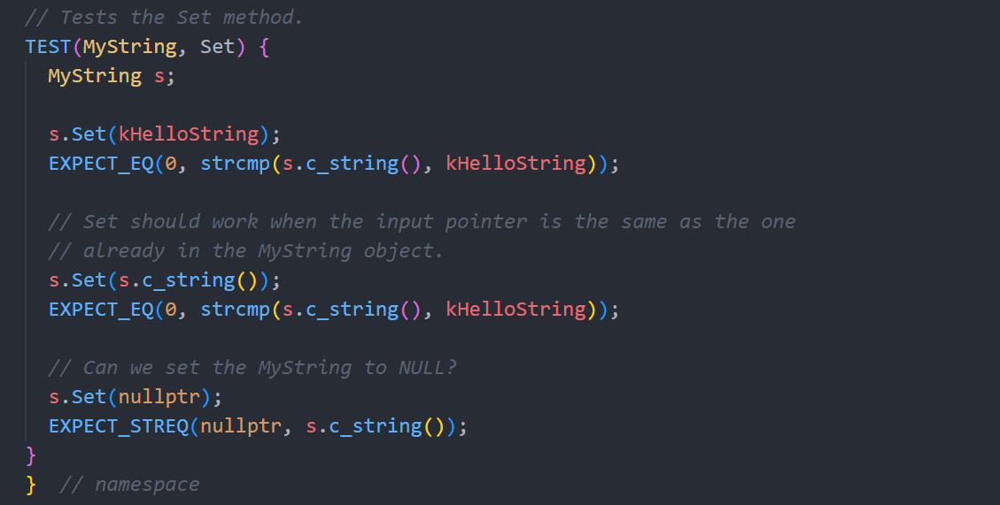 // Tests the Set method.
TEST(MyString, Set) {
  MyString s;

  s.Set(kHelloString);
  EXPECT_EQ(0, strcmp(s.c_string(), kHelloString));

  // Set should work when the input pointer is the same as the one
  // already in the MyString object.
  s.Set(s.c_string());
  EXPECT_EQ(0, strcmp(s.c_string(), kHelloString));

  // Can we set the MyString to NULL?
  s.Set(nullptr);
  EXPECT_STREQ(nullptr, s.c_string());
}
}  // namespace